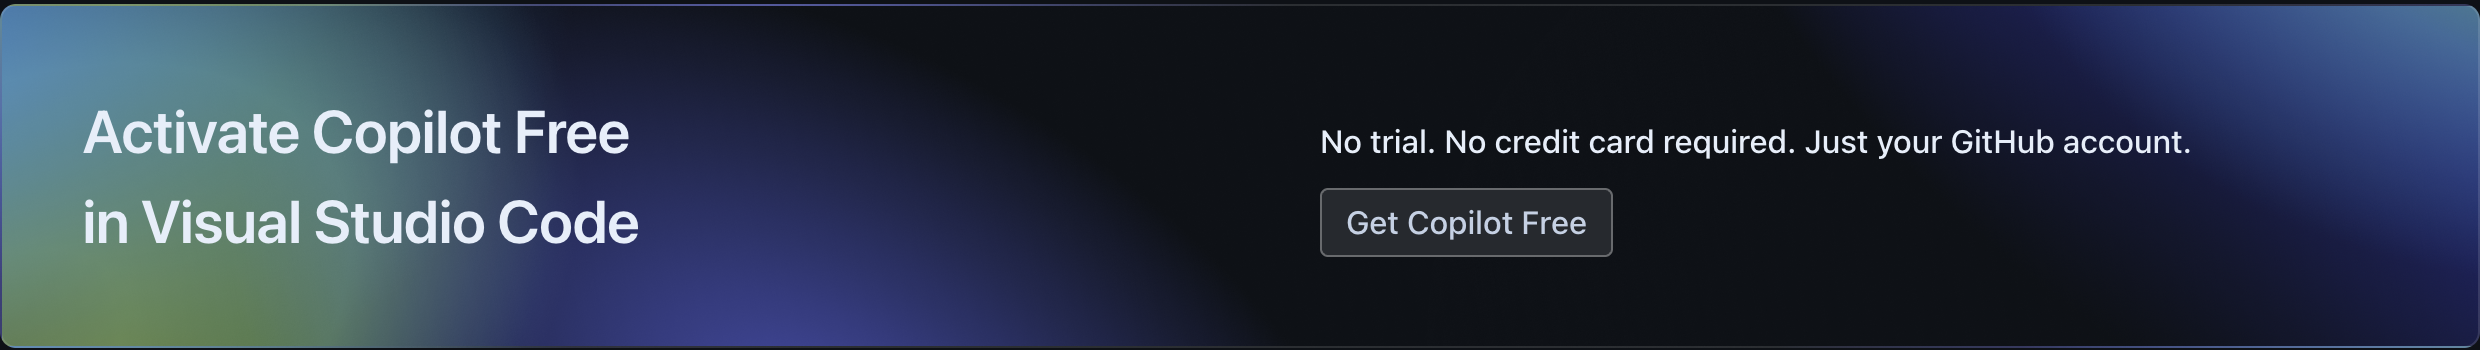 Activate Copilot Free
in Visual Studio Code
No trial. No credit card required. Just your GitHub account.
Get Copilot Free